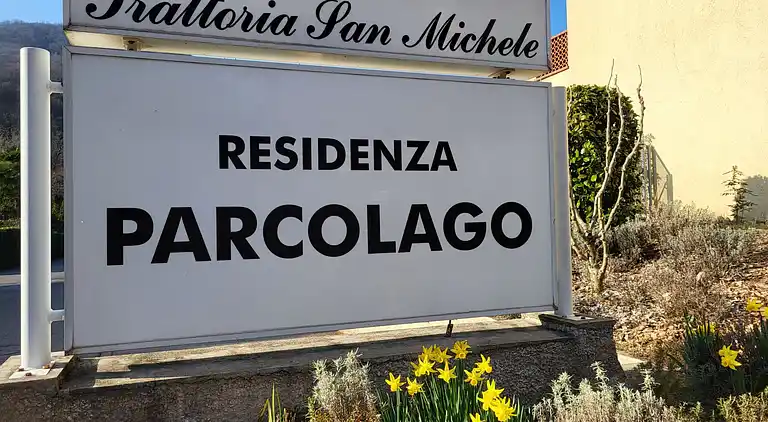 Trattoria San Michele
RESIDENZA
PARCOLAGO